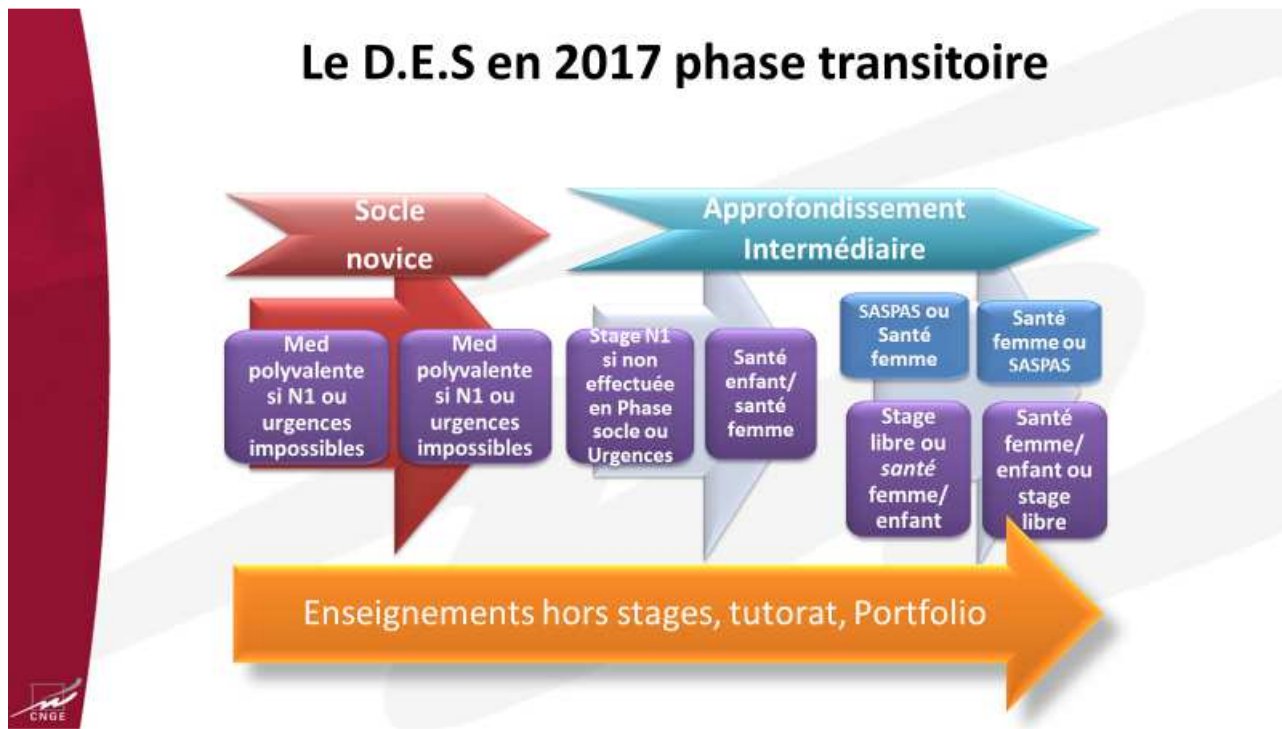 Le D.E.S en 2017 phase transitoire
Socle
novice
Approfondissement
Intermédiaire
Med
polyvalente
si N1 ou
urgences
impossibles
Med
polyvalente
si N1 ou
urgences
impossibles
Stage N1
si non
effectuée
en Phase
socle ou
Urgences
Santé
enfant/
santé
femme
SASPAS ou
Santé
femme
Santé
femme ou
SASPAS
Stage
libre ou
santé
femme/
enfant
Santé
femme/
enfant ou
stage
libre
Enseignements hors stages, tutorat, Portfolio
CNGE